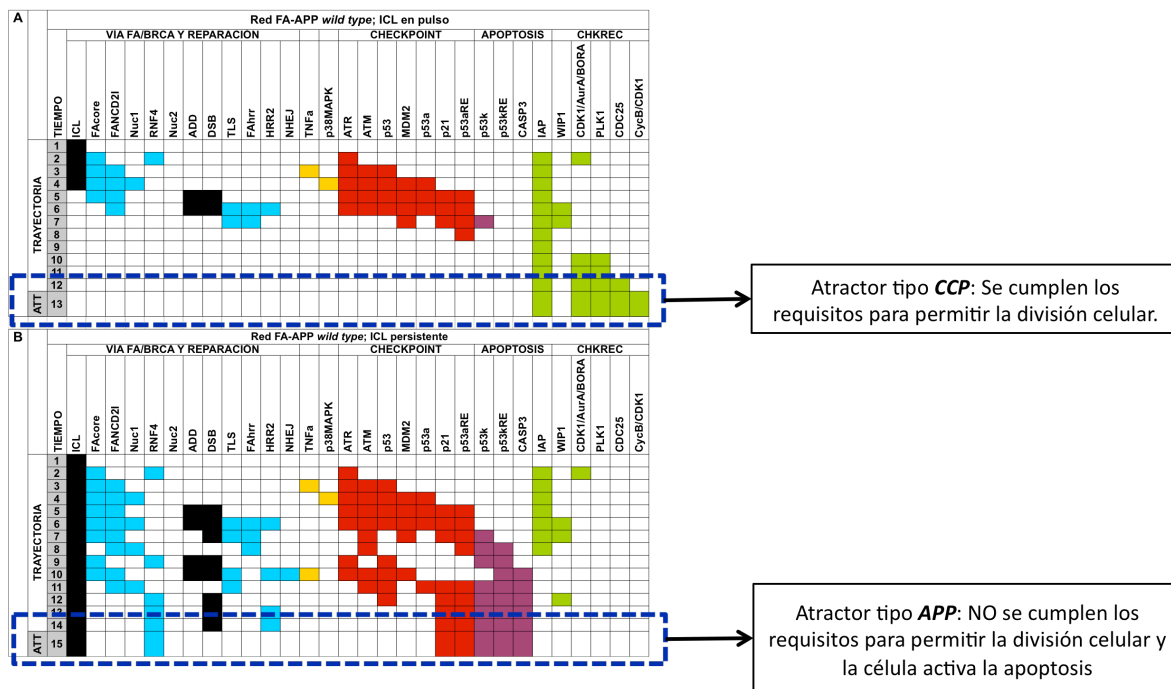 A
Red FA-APP wild type; ICL en pulso
VÍA FA/BRCA Y REPARACIÓN CHECKPOINT APOPTOSIS CHKREC
TIEMPO ICL FAcore FANCD2I Nuc1 RNF4 Nuc2 ADD DSB TLS FAhrr HRR2 NHEJ TNFa p38MAPK ATR ATM p53 MDM2 p53a p21 p53aRE p53k p53kRE CASP3 IAP WIP1 CDK1/AurA/BORA PLK1 CDC25 CycB/CDK1
TRAYECTORIA
1
2
3
4
5
6
7
8
9
10
11
12
ATT 13
Atractor tipo CCP: Se cumplen los
requisitos para permitir la división celular.
B
Red FA-APP wild type; ICL persistente
VÍA FA/BRCA Y REPARACIÓN CHECKPOINT APOPTOSIS CHKREC
TIEMPO ICL FAcore FANCD2I Nuc1 RNF4 Nuc2 ADD DSB TLS FAhrr HRR2 NHEJ TNFa p38MAPK ATR ATM p53 MDM2 p53a p21 p53aRE p53k p53kRE CASP3 IAP WIP1 CDK1/AurA/BORA PLK1 CDC25 CycB/CDK1
TRAYECTORIA
1
2
3
4
5
6
7
8
9
10
11
12
13
14
ATT 15
Atractor tipo APP: NO se cumplen los
requisitos para permitir la división celular y
la célula activa la apoptosis